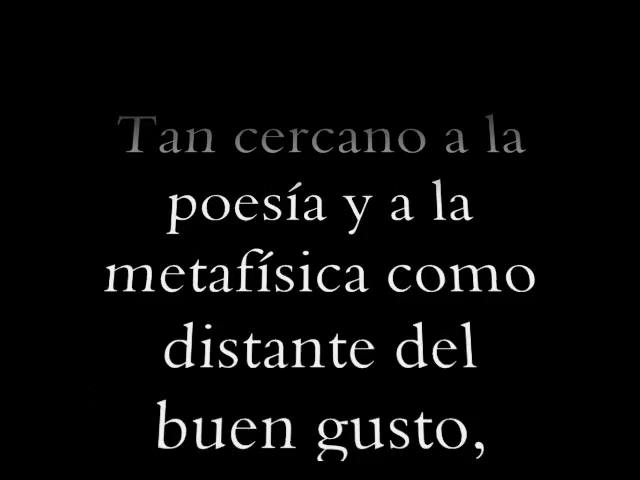 Tan cercano a la
poesía y a la
metafísica como
distante del
buen gusto,